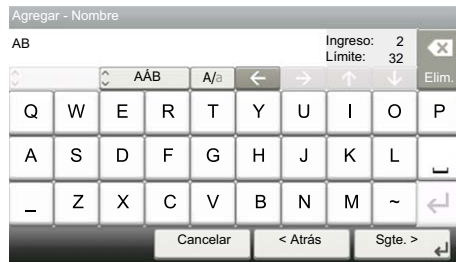 Agregar - Nombre
AB
Ingreso: 2
Límite: 32
AÁB A/a Elim.
Q W E R T Y U I O P
A S D F G H J K L
_ Z X C V B N M ~
Cancelar < Atrás Sgte. >